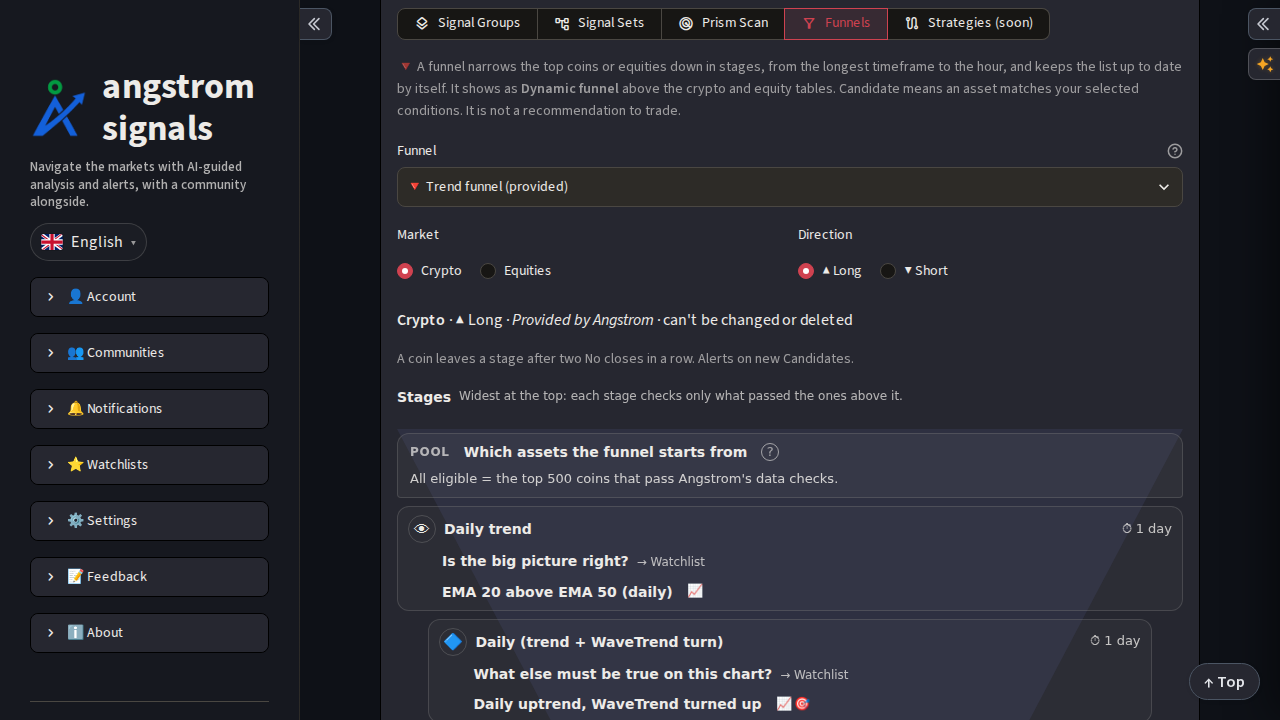 angstrom
signals
Navigate the markets with AI-guided
analysis and alerts, with a community
alongside.
English
Account
Communities
Notifications
Watchlists
Settings
Feedback
About
Signal Groups
Signal Sets
Prism Scan
Funnels
Strategies (soon)
A funnel narrows the top coins or equities down in stages, from the longest timeframe to the hour, and keeps the list up to date
by itself. It shows as Dynamic funnel above the crypto and equity tables. Candidate means an asset matches your selected
conditions. It is not a recommendation to trade.
Funnel
?
Trend funnel (provided)
Market
Direction
Crypto
Equities
▲ Long
▼ Short
Crypto · ▲ Long · Provided by Angstrom · can't be changed or deleted
A coin leaves a stage after two No closes in a row. Alerts on new Candidates.
Stages Widest at the top: each stage checks only what passed the ones above it.
POOL Which assets the funnel starts from ?
All eligible = the top 500 coins that pass Angstrom's data checks.
Daily trend
⏱ 1 day
Is the big picture right? → Watchlist
EMA 20 above EMA 50 (daily)
Daily (trend + WaveTrend turn)
⏱ 1 day
What else must be true on this chart? → Watchlist
Daily uptrend, WaveTrend turned up
↑ Top